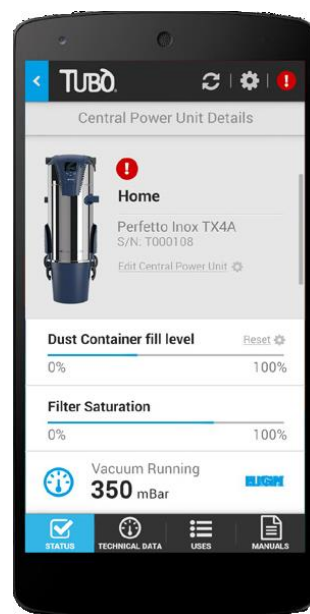 TUBÒ
Central Power Unit Details
Home
Perfetto Inox TX4A
S/N: T000108
Edit Central Power Unit
Dust Container fill level Reset
0% 100%
Filter Saturation
0% 100%
Vacuum Running
350 mBar
STATUS TECHNICAL DATA USES MANUALS